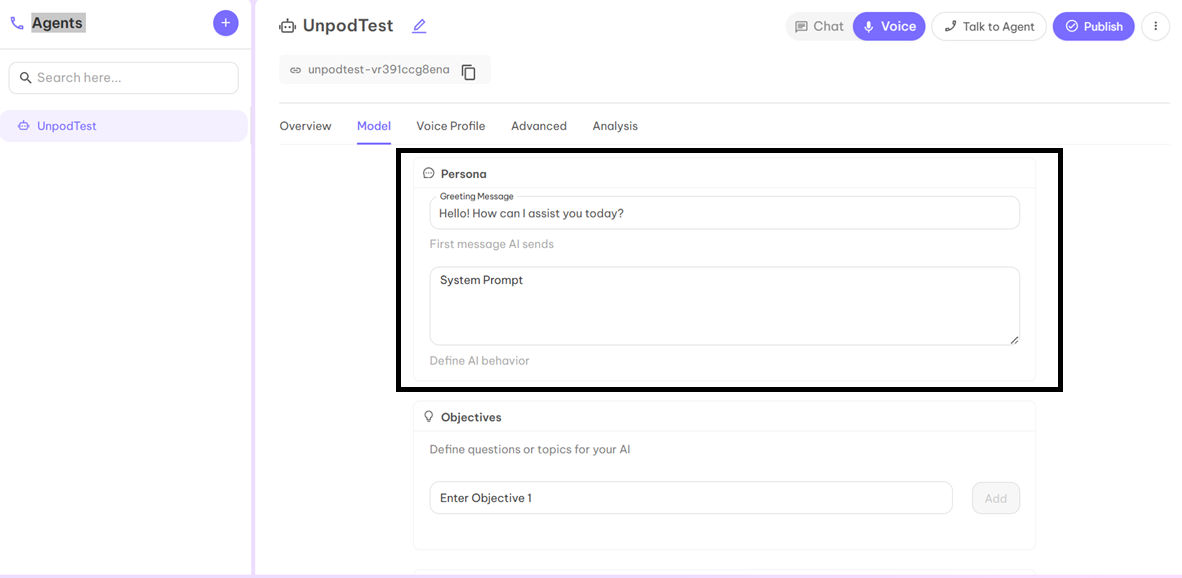 Agents
Search here...
UnpodTest
UnpodTest
Chat
Voice
Talk to Agent
Publish
unpodtest-vr391ccg8ena
Overview Model Voice Profile Advanced Analysis
Persona
Greeting Message
Hello! How can I assist you today?
First message AI sends
System Prompt
Define AI behavior
Objectives
Define questions or topics for your AI
Enter Objective 1
Add